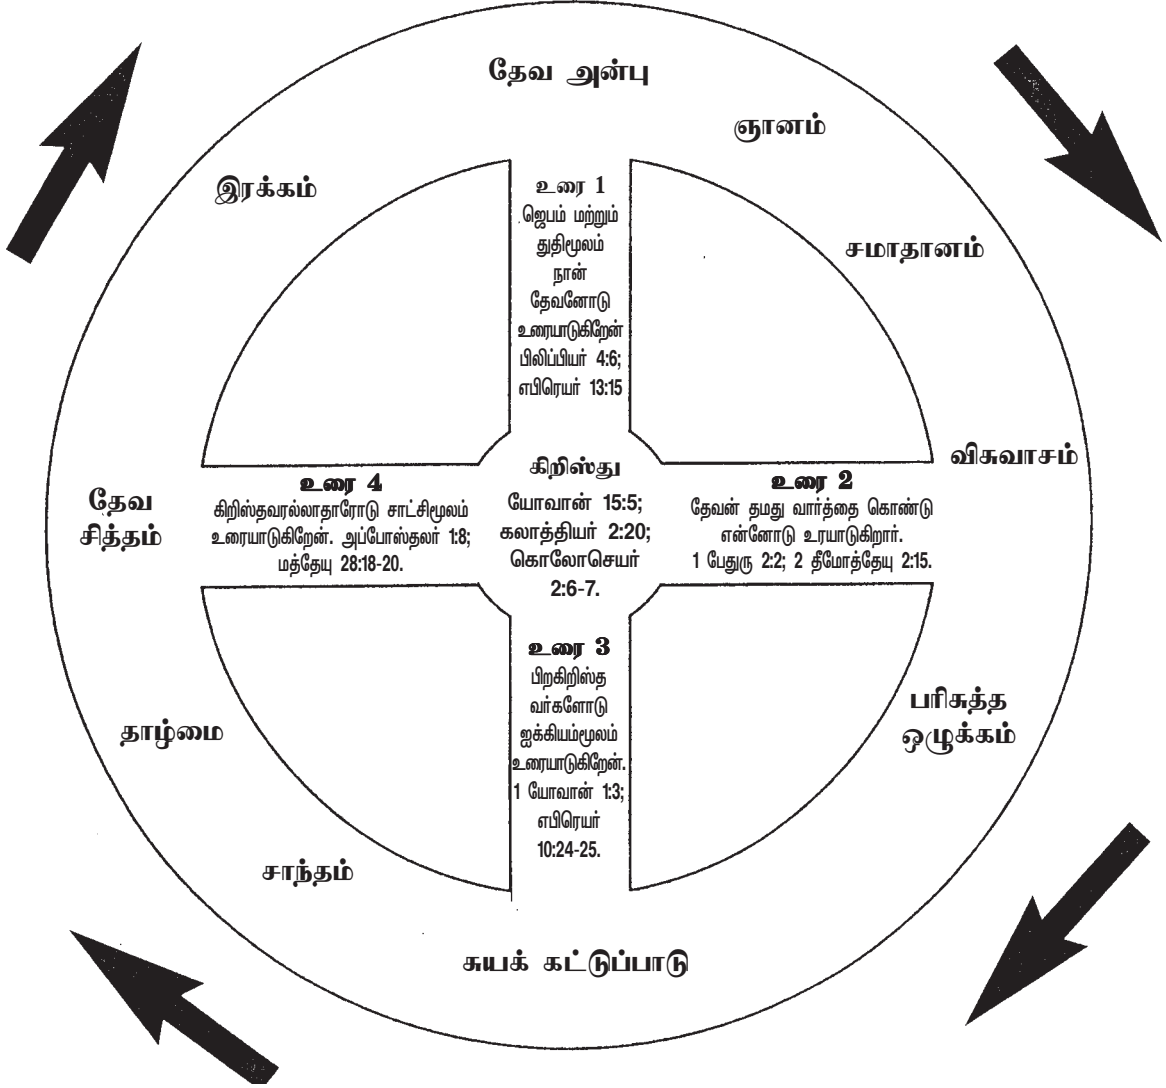 தேவ அன்பு
ஞானம்
இரக்கம்
சமாதானம்
விசுவாசம்
உரை 1
ஜெபம் மற்றும்
துதிமூலம்
நான்
தேவனோடு
உரையாடுகிறேன்
பிலிப்பியர் 4:6;
எபிரெயர் 13:15
தேவ
சித்தம்
உரை 4
கிறிஸ்தவரல்லாதாரோடு சாட்சிமூலம்
உரையாடுகிறேன். அப்போஸ்தலர் 1:8;
மத்தேயு 28:18-20.
கிறிஸ்து
யோவான் 15:5;
கலாத்தியர் 2:20;
கொலோசெயர்
2:6-7.
உரை 2
தேவன் தமது வார்த்தை கொண்டு
என்னோடு உரயாடுகிறார்.
1 பேதுரு 2:2; 2 தீமோத்தேயு 2:15.
உரை 3
பிறகிறிஸ்த
வர்களோடு
ஐக்கியம்மூலம்
உரையாடுகிறேன்.
1 யோவான் 1:3;
எபிரெயர்
10:24-25.
பரிசுத்த
ஒழுக்கம்
தாழ்மை
சாந்தம்
சுயக் கட்டுப்பாடு